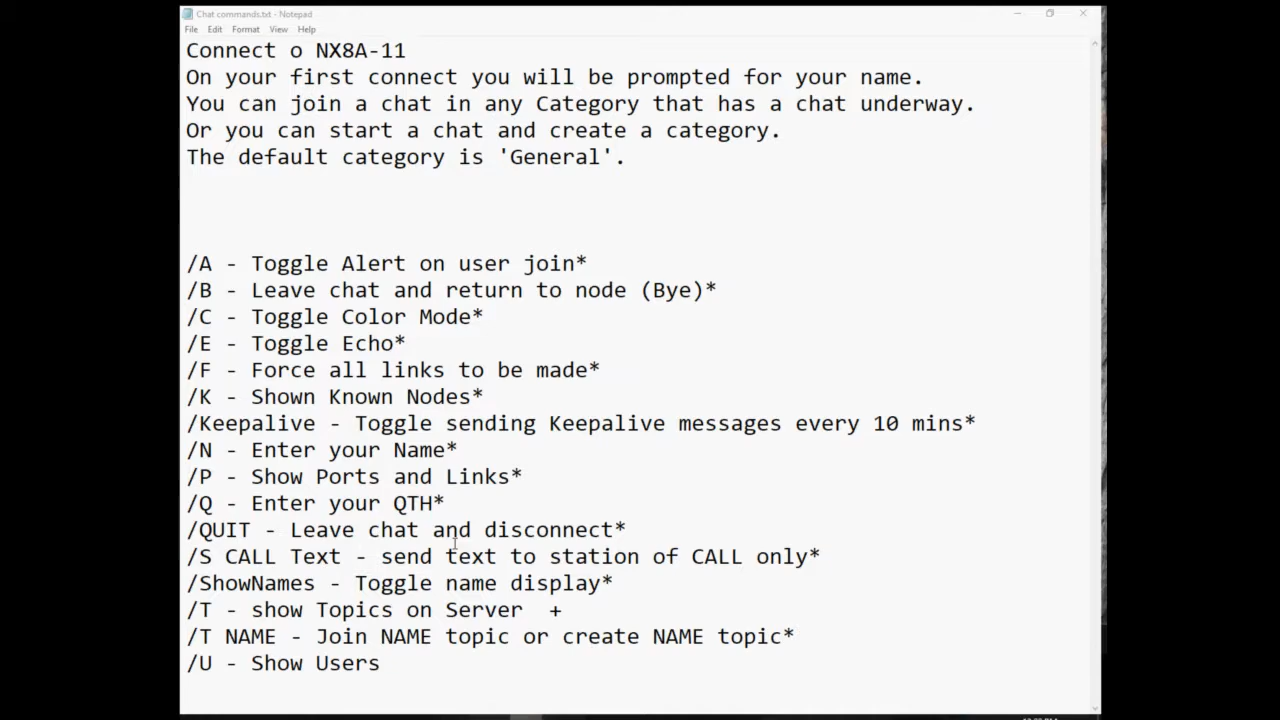 Chat commands.txt - Notepad
File Edit Format View Help
Connect o NX8A-11
On your first connect you will be prompted for your name.
You can join a chat in any Category that has a chat underway.
Or you can start a chat and create a category.
The default category is 'General'.
/A - Toggle Alert on user join*
/B - Leave chat and return to node (Bye)*
/C - Toggle Color Mode*
/E - Toggle Echo*
/F - Force all links to be made*
/K - Shown Known Nodes*
/Keepalive - Toggle sending Keepalive messages every 10 mins*
/N - Enter your Name*
/P - Show Ports and Links*
/Q - Enter your QTH*
/QUIT - Leave chat and disconnect*
/S CALL Text - send text to station of CALL only*
/ShowNames - Toggle name display*
/T - show Topics on Server  +
/T NAME - Join NAME topic or create NAME topic*
/U - Show Users